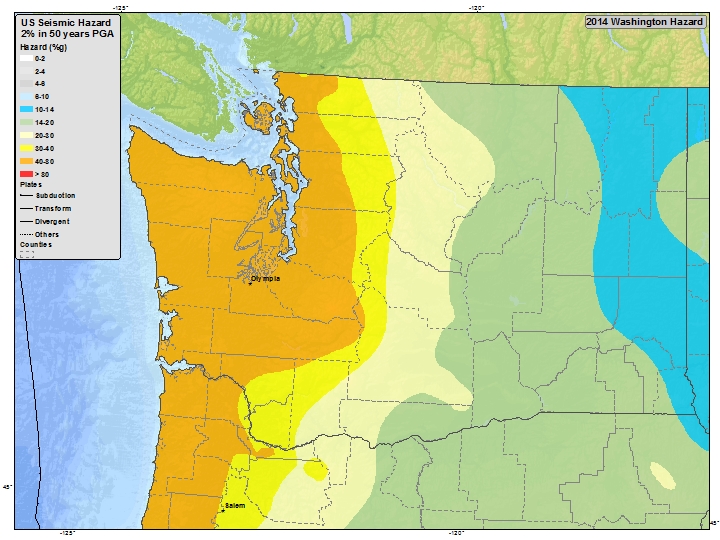 -125°
-120°
US Seismic Hazard
2% in 50 years PGA
Hazard (%g)
0-2
2-4
4-6
6-10
10-14
14-20
20-30
30-40
40-80
> 80
Plates
Subduction
Transform
Divergent
Others
Counties
2014 Washington Hazard
Olympia
Salem
45°
45°
-125°
-120°